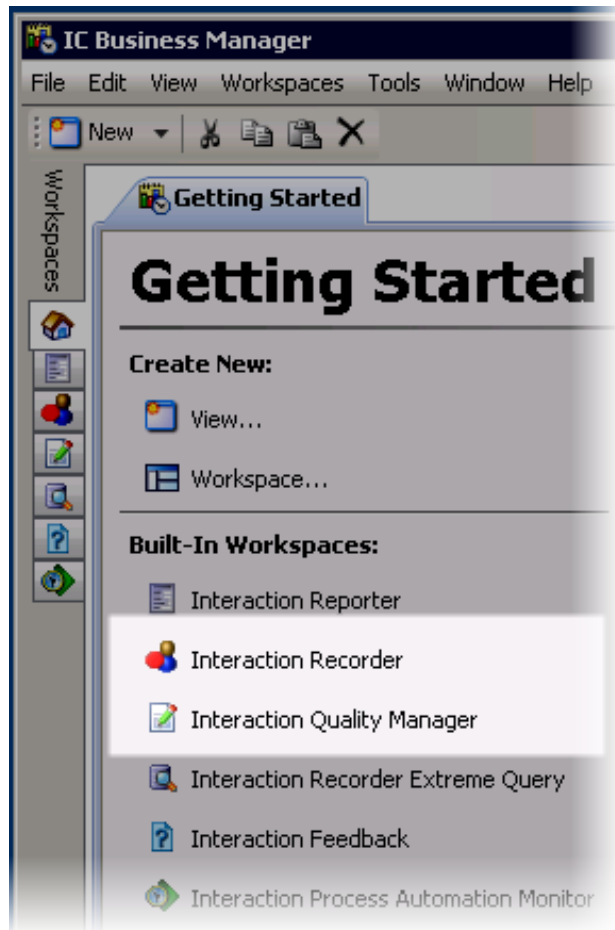 IC Business Manager
File Edit View Workspaces Tools Window Help
New
Workspaces
Getting Started
Getting Started
Create New:
View...
Workspace...
Built-In Workspaces:
Interaction Reporter
Interaction Recorder
Interaction Quality Manager
Interaction Recorder Extreme Query
Interaction Feedback
Interaction Process Automation Monitor